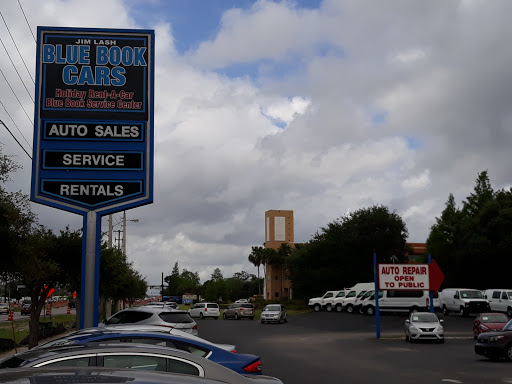 JIM LASH
BLUE BOOK
CARS
Holiday Rent-A-Car
Blue Book Service Center
AUTO SALES
SERVICE
RENTALS
AUTO REPAIR
OPEN
TO PUBLIC